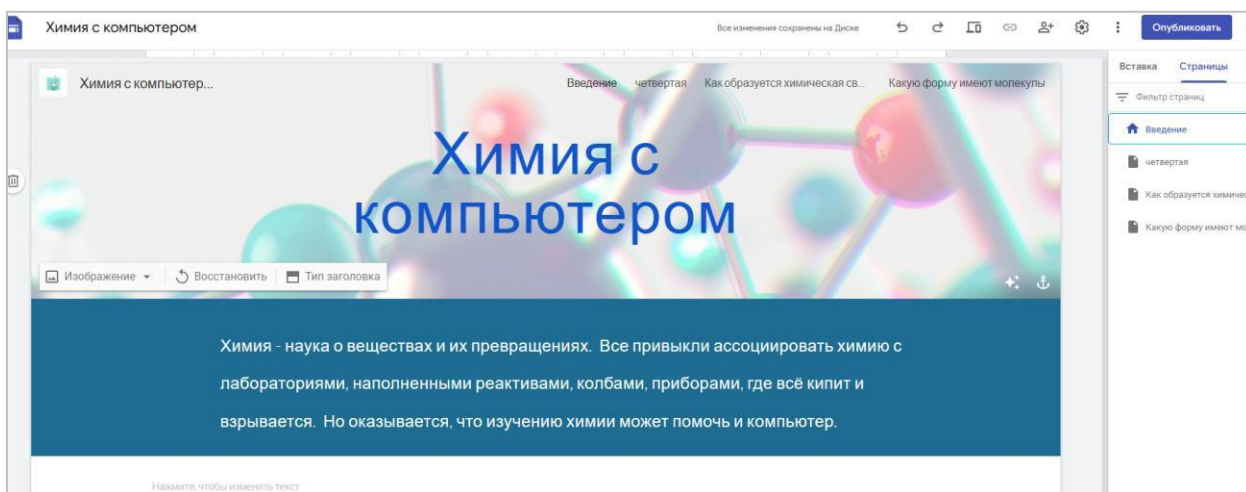 Химия с компьютером
Все изменения сохранены на Диске
Опубликовать
Вставка Страницы
Химия с компьютер...
Введение четвертая Как образуется химическая св... Какую форму имеют молекулы
Фильтр страниц
Введение
четвертая
Как образуется химичес
Какую форму имеют мо
Химия с
компьютером
Изображение Восстановить Тип заголовка
Химия - наука о веществах и их превращениях. Все привыкли ассоциировать химию с
лабораториями, наполненными реактивами, колбами, приборами, где всё кипит и
взрывается. Но оказывается, что изучению химии может помочь и компьютер.
Нажмите, чтобы изменить текст